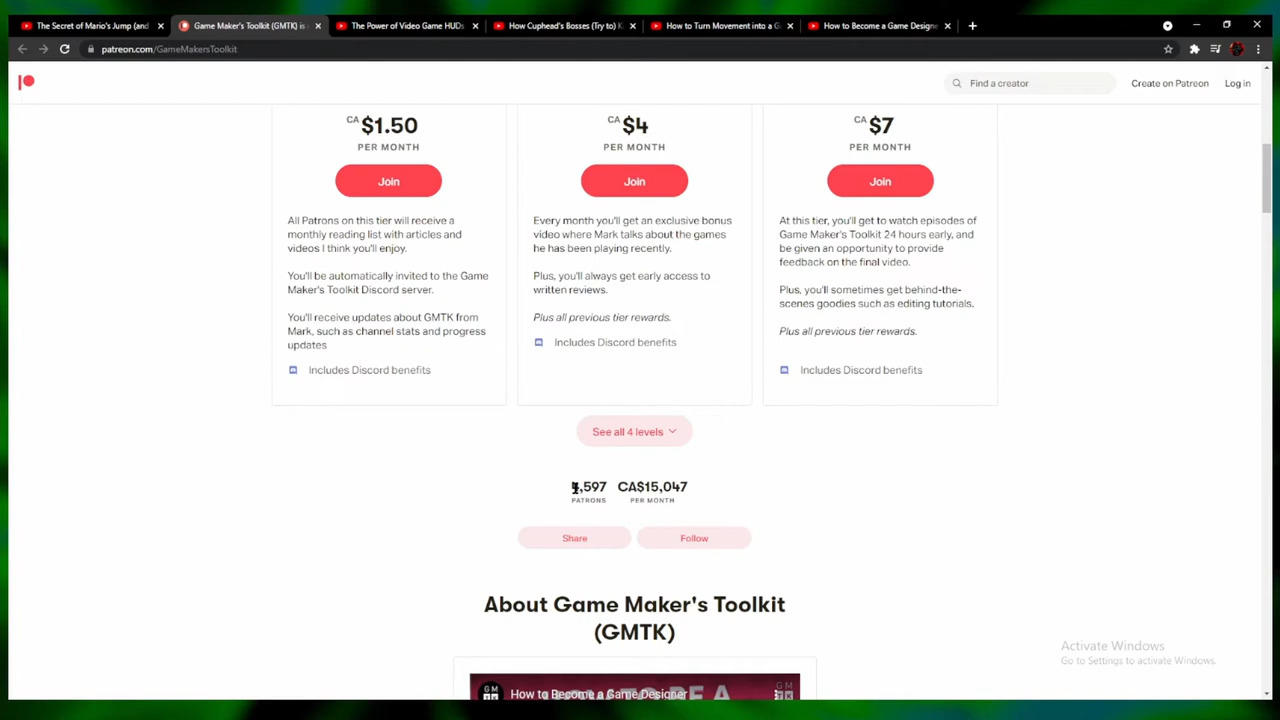 The Secret of Mario's Jump (and
Game Maker's Toolkit (GMTK) is
The Power of Video Game HUDs
How Cuphead's Bosses (Try to) K
How to Turn Movement into a G
How to Become a Game Designe
patreon.com/GameMakersToolkit
Find a creator
Create on Patreon
Log in
CA $1.50
PER MONTH
Join
All Patrons on this tier will receive a
monthly reading list with articles and
videos I think you'll enjoy.
You'll be automatically invited to the Game
Maker's Toolkit Discord server.
You'll receive updates about GMTK from
Mark, such as channel stats and progress
updates
Includes Discord benefits
CA $4
PER MONTH
Join
Every month you'll get an exclusive bonus
video where Mark talks about the games
he has been playing recently.
Plus, you'll always get early access to
written reviews.
Plus all previous tier rewards.
Includes Discord benefits
CA $7
PER MONTH
Join
At this tier, you'll get to watch episodes of
Game Maker's Toolkit 24 hours early, and
be given an opportunity to provide
feedback on the final video.
Plus, you'll sometimes get behind-the-
scenes goodies such as editing tutorials.
Plus all previous tier rewards.
Includes Discord benefits
See all 4 levels
,597
PATRONS
CA$15,047
PER MONTH
Share
Follow
About Game Maker's Toolkit
(GMTK)
How to Become a Game Designer
Activate Windows
Go to Settings to activate Windows.